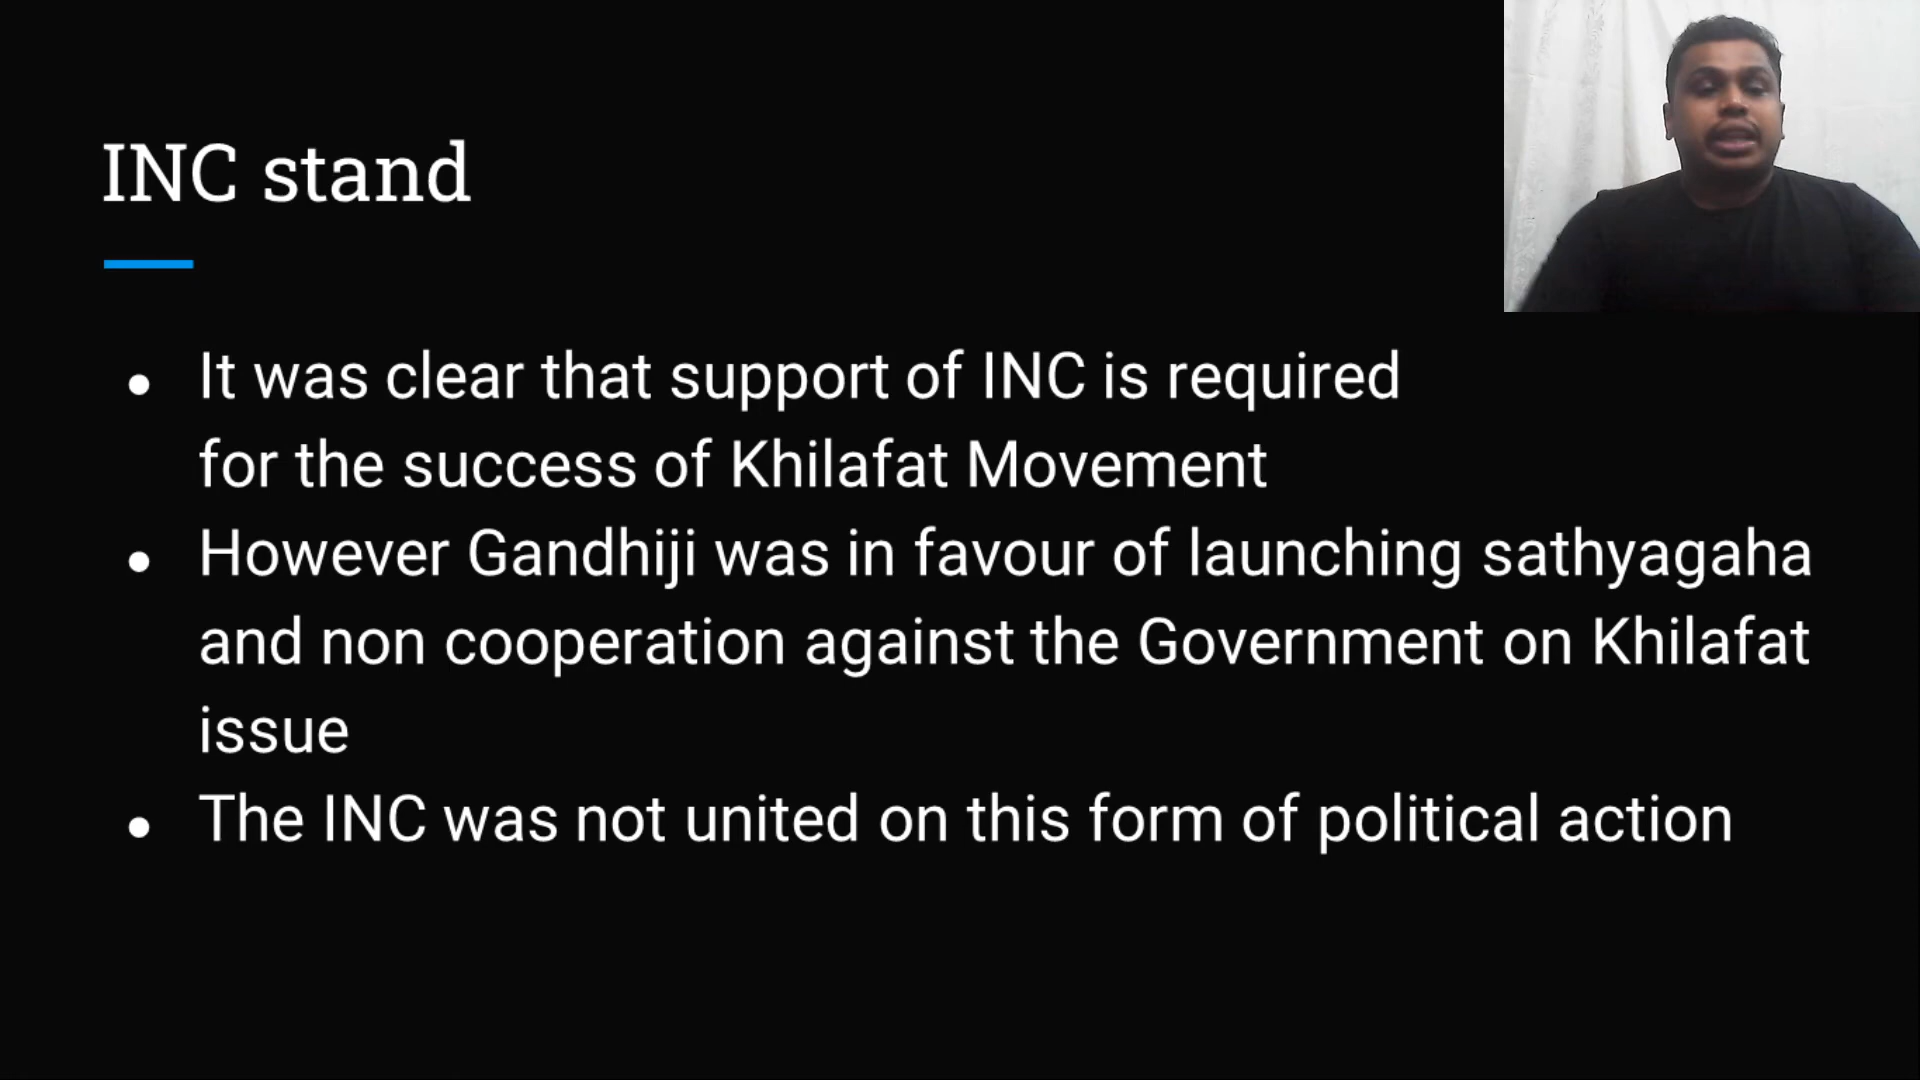 INC stand
● It was clear that support of INC is required
for the success of Khilafat Movement
● However Gandhiji was in favour of launching sathyagaha
and non cooperation against the Government on Khilafat
issue
● The INC was not united on this form of political action